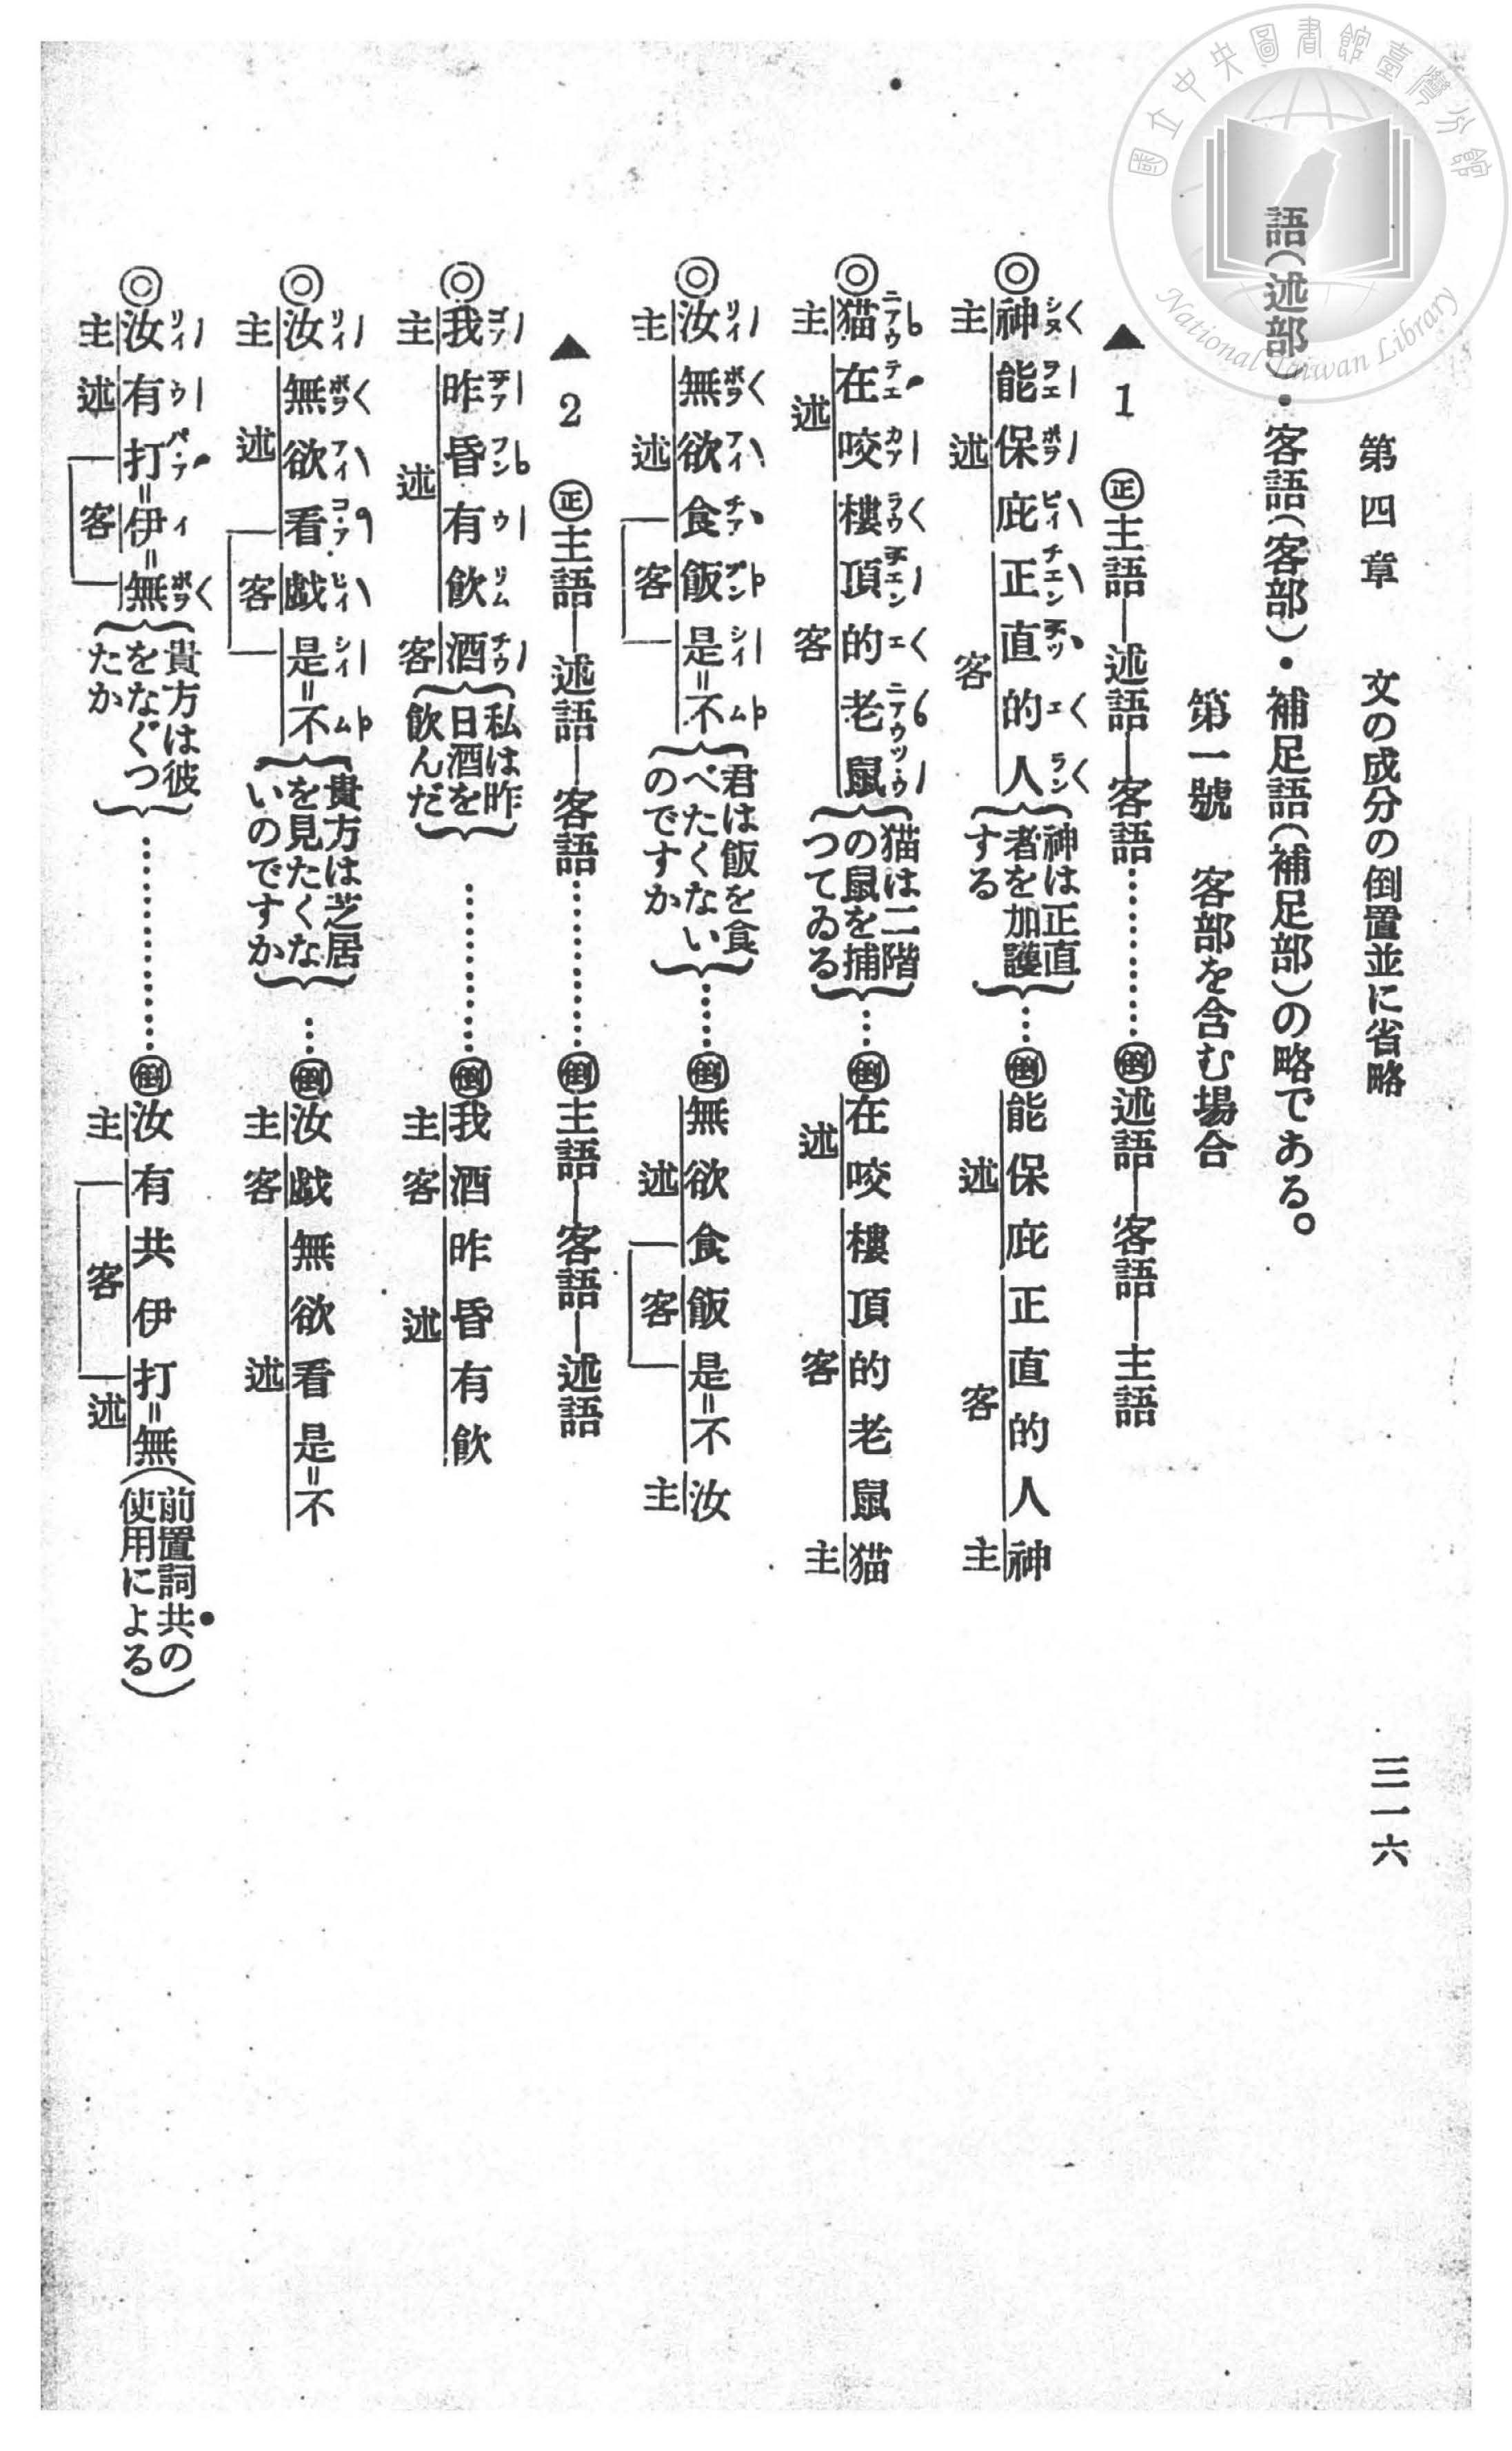 第四章　文の成分の倒置並に省略
三一六
語(述部)・客語(客部)・補足語(補足部)の略である。
第一號　客部を含む場合
▲1　㊣主語―述語―客語…………倒述語―客語―主語
◎神能保庇正直的人{神は正直者を加護する}…倒能保庇正直的人神
主　述　客　述　客　主
◎猫在咬樓頂的老鼠{猫は二階の鼠を捕つてゐる}…倒在咬樓頂的老鼠猫
主　述　客　述　客　主
◎汝無欲食飯是=不{君は飯を食べたくないのですか}……倒無欲食飯是=不汝
主　述　客　述　客　主
▲2　㊣主語―述語―客語…………倒主語―客語―述語
◎我昨昏有飲酒{私は昨日酒を飲んだ}…………倒我酒昨昏有飲
主　述　客　主　客　述
◎汝無欲看戯是=不{貴方は芝居を見たくないのですか}…倒汝戯無欲看是=不
主　述　客　主　客　述
◎汝有打=伊=無{貴方は彼をなぐつたか}…………倒汝有共伊打=無(前置詞共の使用による)
主　述　客　主　客　述
國立中央圖書館臺灣分館
National Taiwan Library